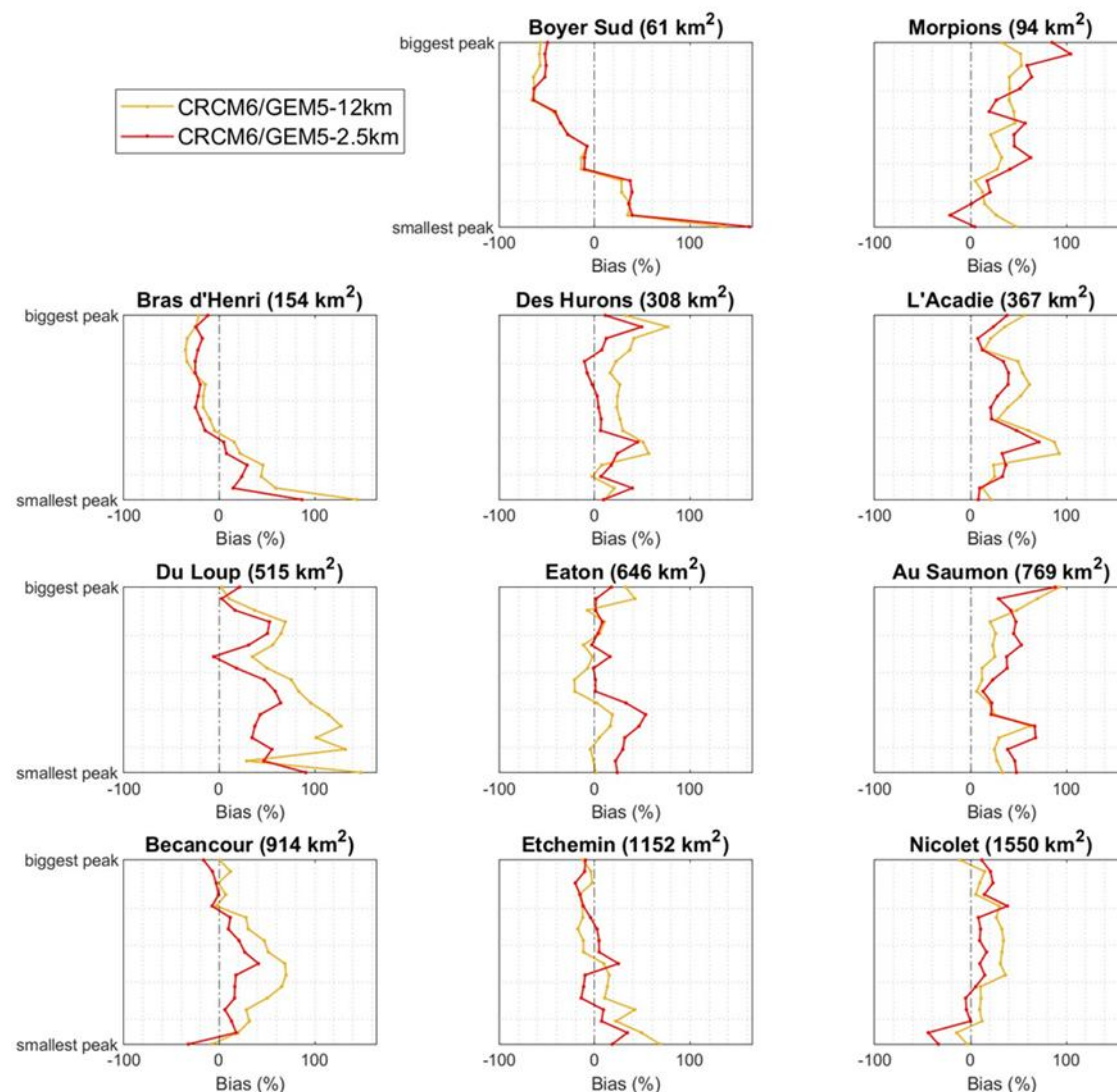 Boyer Sud (61 km²)
Morpions (94 km²)
biggest peak
CRCM6/GEM5-12km
CRCM6/GEM5-2.5km
smallest peak
-100 0 100
-100 0 100
Bias (%)
Bias (%)
Bras d'Henri (154 km²)
Des Hurons (308 km²)
L'Acadie (367 km²)
biggest peak
smallest peak
-100 0 100
-100 0 100
-100 0 100
Bias (%)
Bias (%)
Bias (%)
Du Loup (515 km²)
Eaton (646 km²)
Au Saumon (769 km²)
biggest peak
smallest peak
-100 0 100
-100 0 100
-100 0 100
Bias (%)
Bias (%)
Bias (%)
Becancour (914 km²)
Etchemin (1152 km²)
Nicolet (1550 km²)
biggest peak
smallest peak
-100 0 100
-100 0 100
-100 0 100
Bias (%)
Bias (%)
Bias (%)